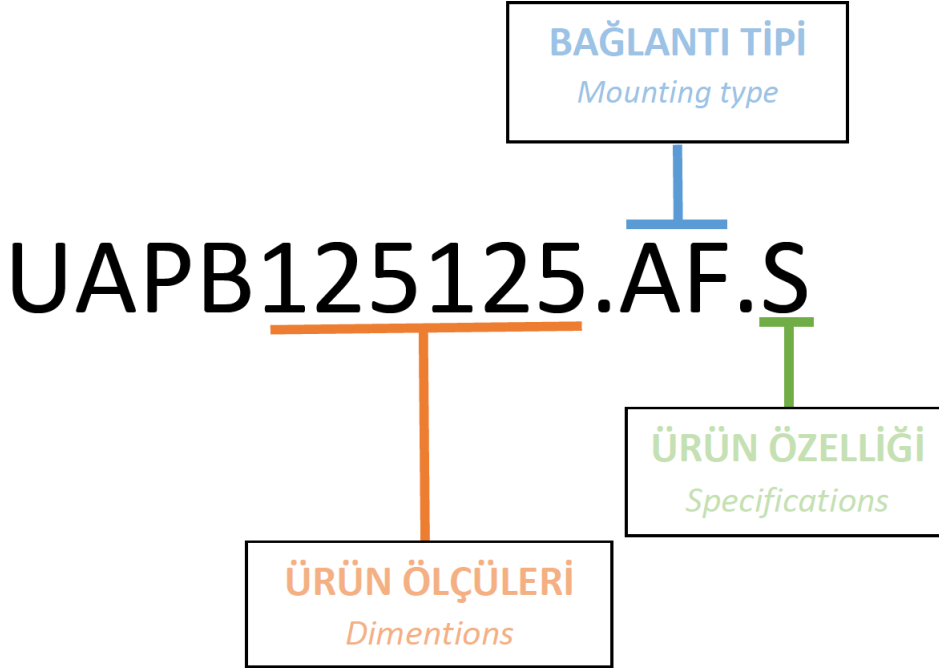 BAĞLANTI TİPİ
Mounting type
UAPB125125.AF.S
ÜRÜN ÖZELLİĞİ
Specifications
ÜRÜN ÖLÇÜLERİ
Dimentions